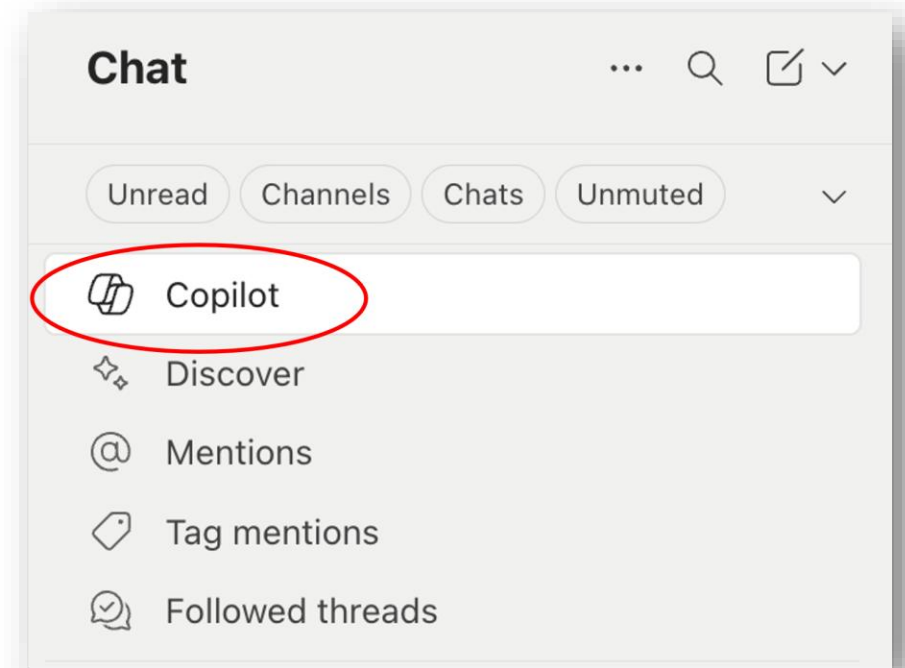 Chat
Unread Channels Chats Unmuted
Copilot
Discover
Mentions
Tag mentions
Followed threads